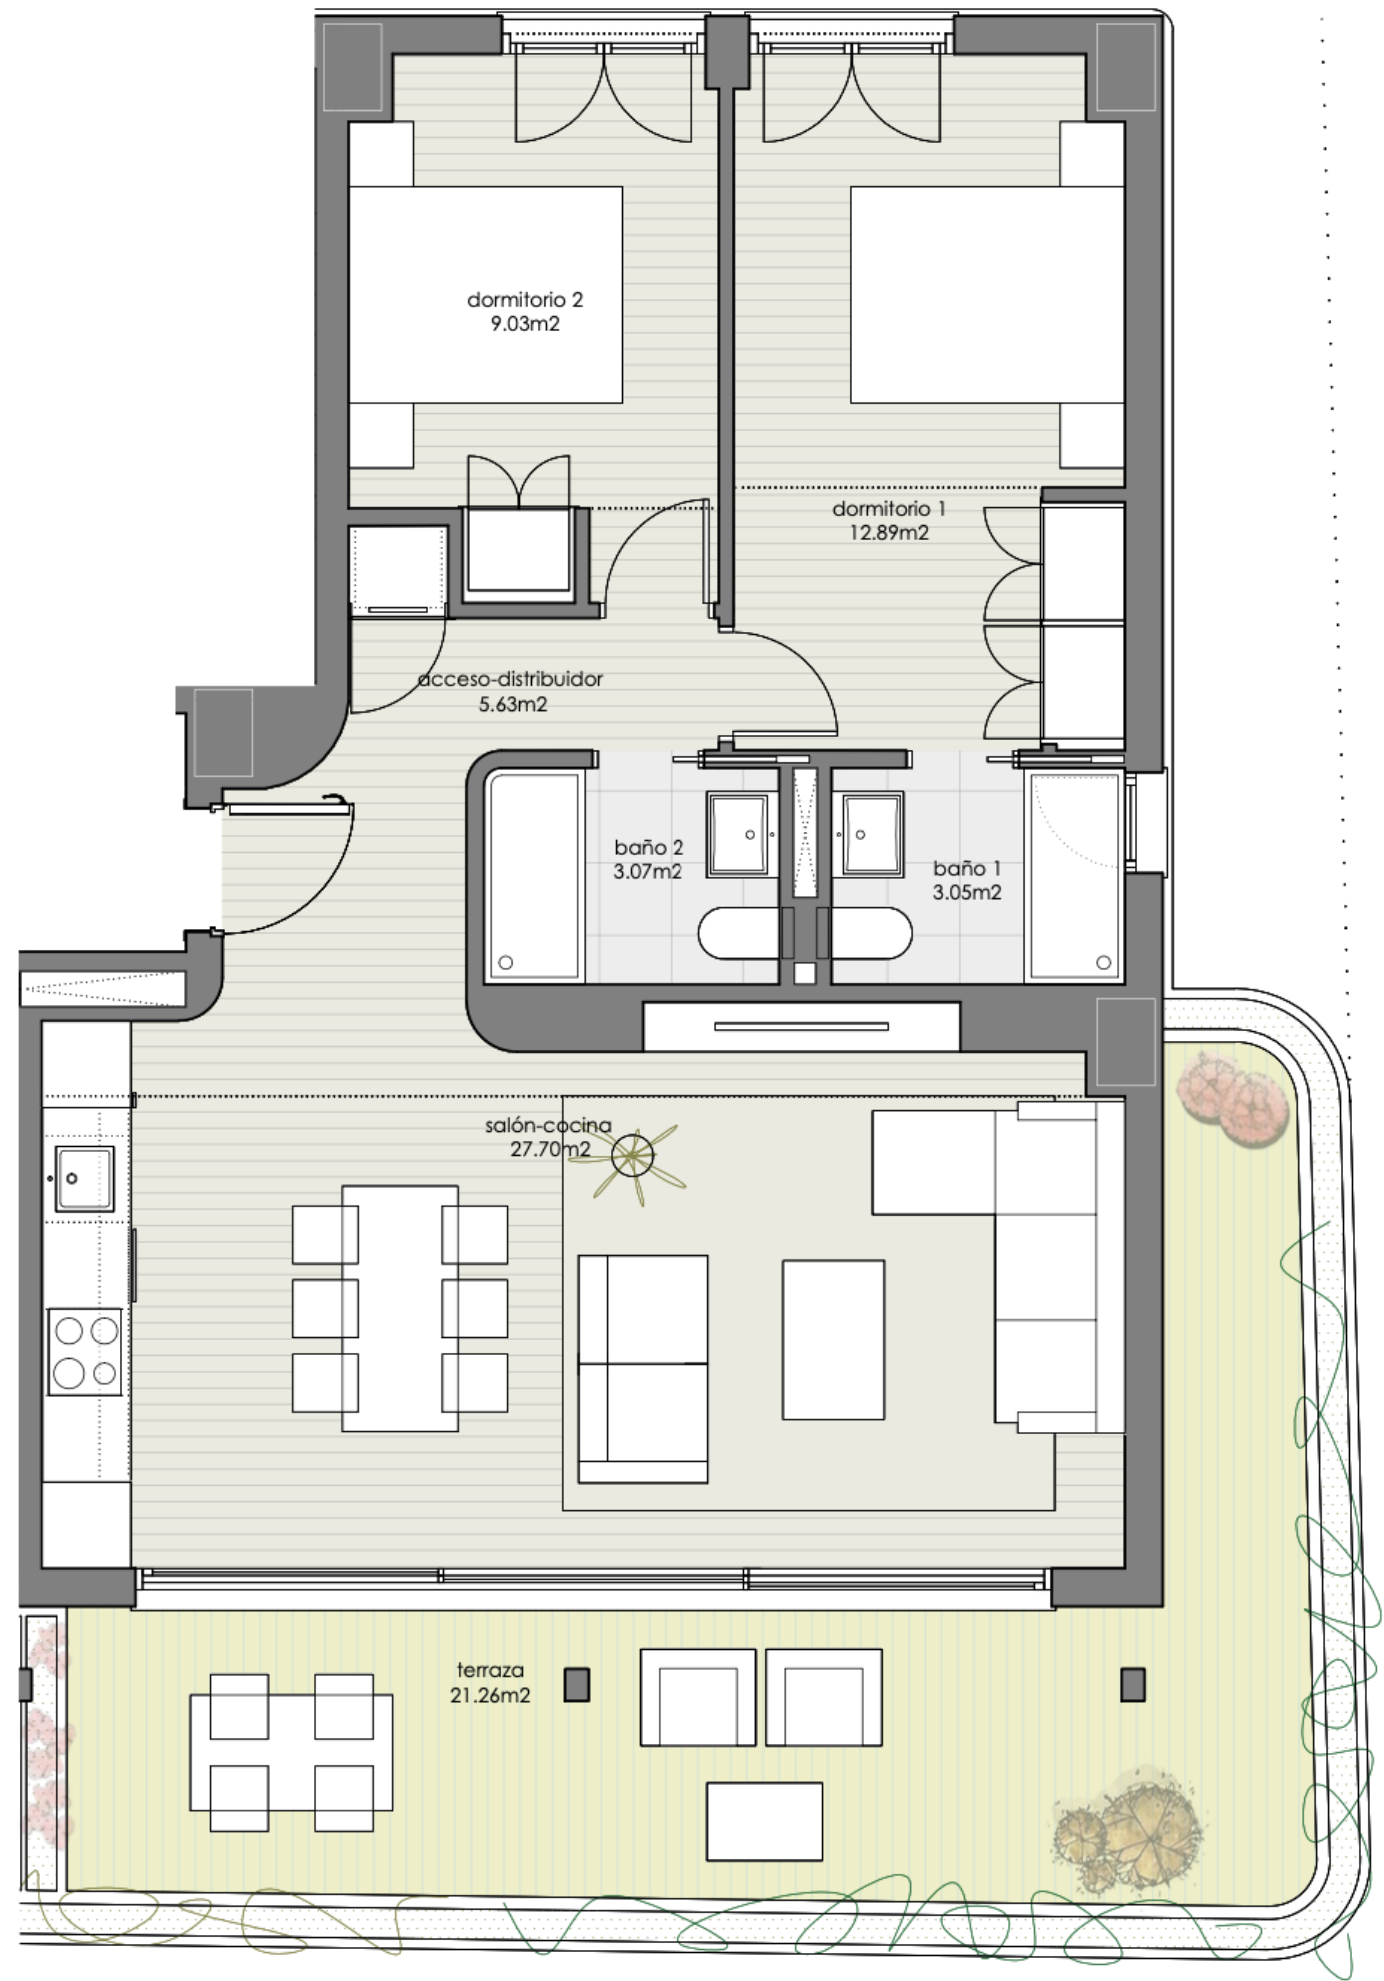 dormitorio 2
9.03m2
dormitorio 1
12.89m2
acceso-distribuidor
5.63m2
baño 2
3.07m2
baño 1
3.05m2
salón-cocina
27.70m2
terraza
21.26m2